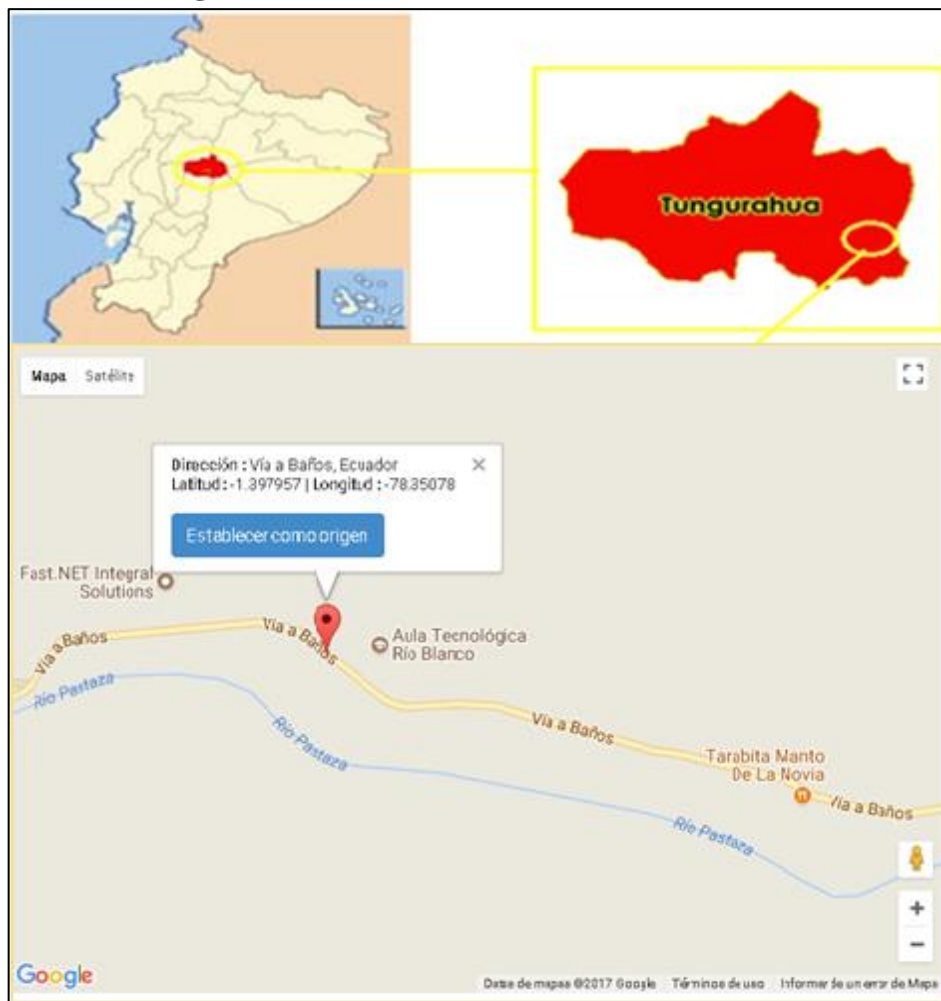 Tungurahua
Mapa Satélite
Dirección : Vía a Baños, Ecuador
Latitud : -1.397957 | Longitud : -78.35078
Establecer como origen
Fast.NET Integral
Solutions
Vía a Baños
Vía a Baños
Aula Tecnológica
Río Blanco
Río Pastaza
Río Pastaza
Vía a Baños
Tarabita Manto
De La Novia
Vía a Baños
Río Pastaza
Google
Datos de mapas ©2017 Google Términos de uso Informar de un error de Maps